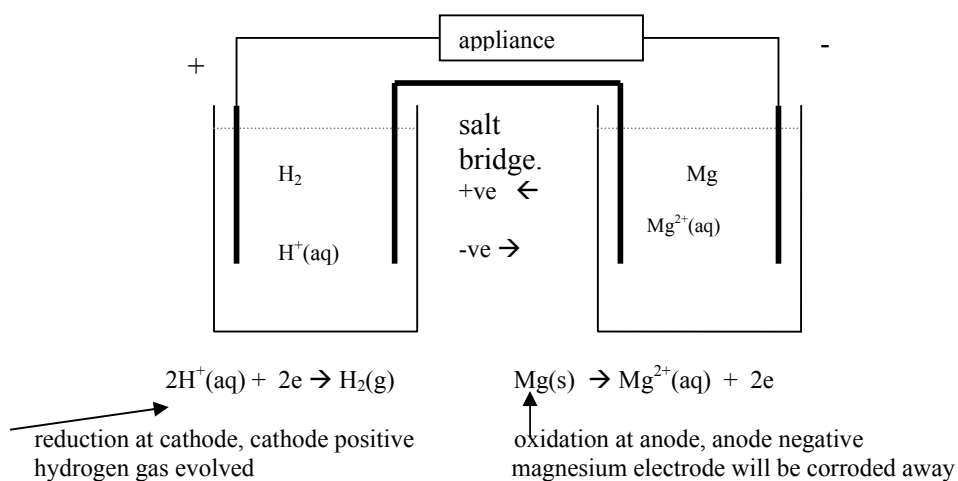 appliance
+
-
salt
bridge.
+ve ←
-ve →
H₂
H⁺(aq)
Mg
Mg²⁺(aq)
2H⁺(aq) + 2e → H₂(g)
Mg(s) → Mg²⁺(aq) + 2e
reduction at cathode, cathode positive
hydrogen gas evolved
oxidation at anode, anode negative
magnesium electrode will be corroded away